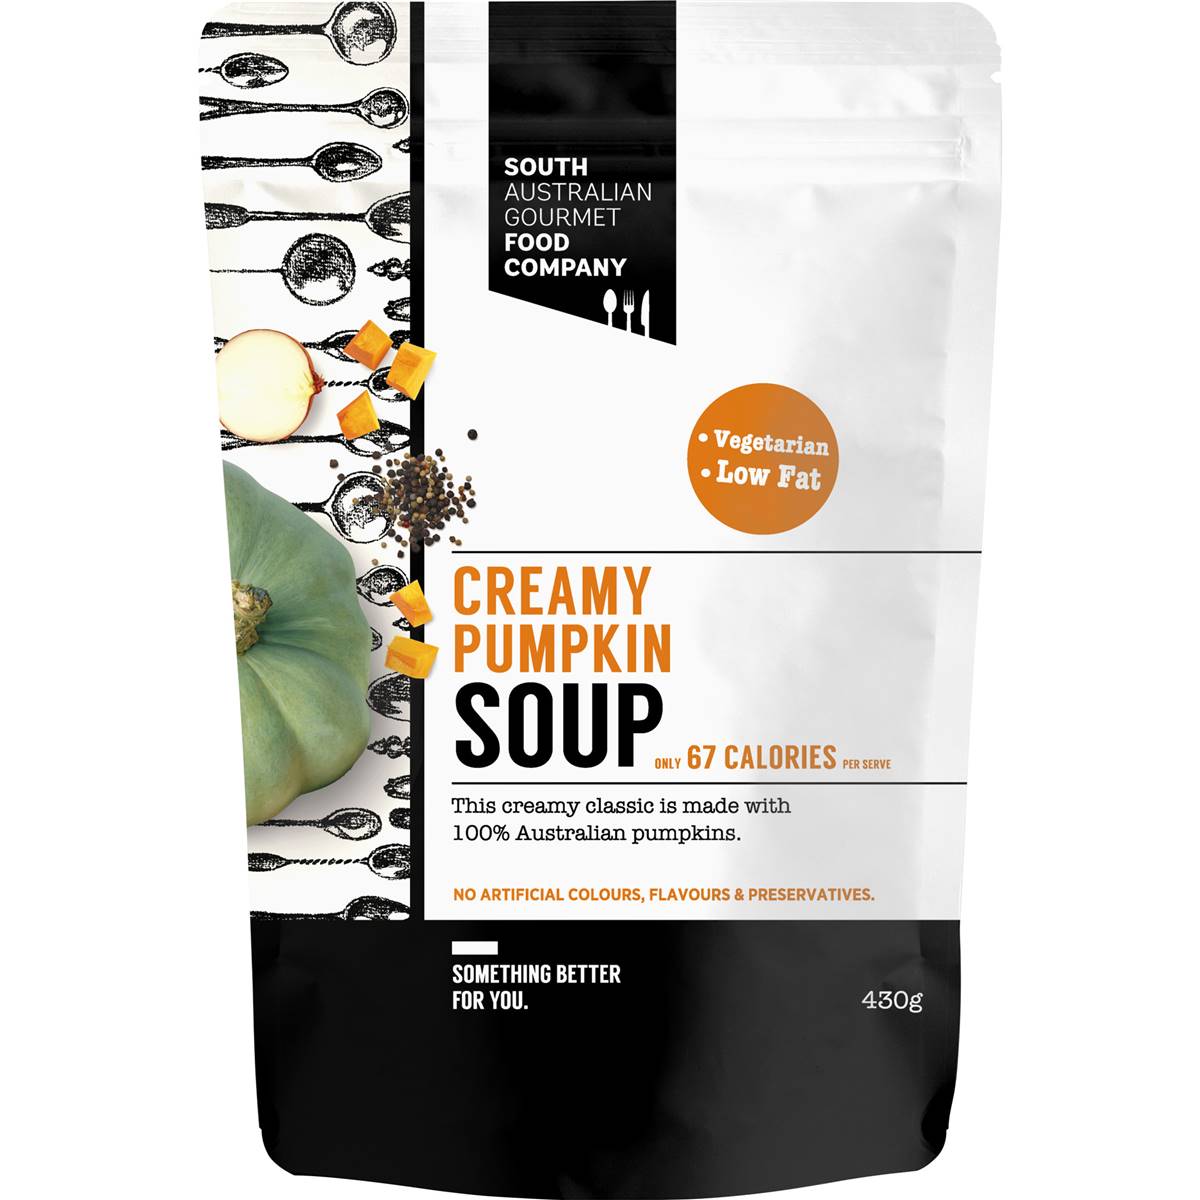 SOUTH
AUSTRALIAN
GOURMET
FOOD
COMPANY
• Vegetarian
• Low Fat
CREAMY
PUMPKIN
SOUP
ONLY 67 CALORIES PER SERVE
This creamy classic is made with
100% Australian pumpkins.
NO ARTIFICIAL COLOURS, FLAVOURS & PRESERVATIVES.
SOMETHING BETTER
FOR YOU.
430g